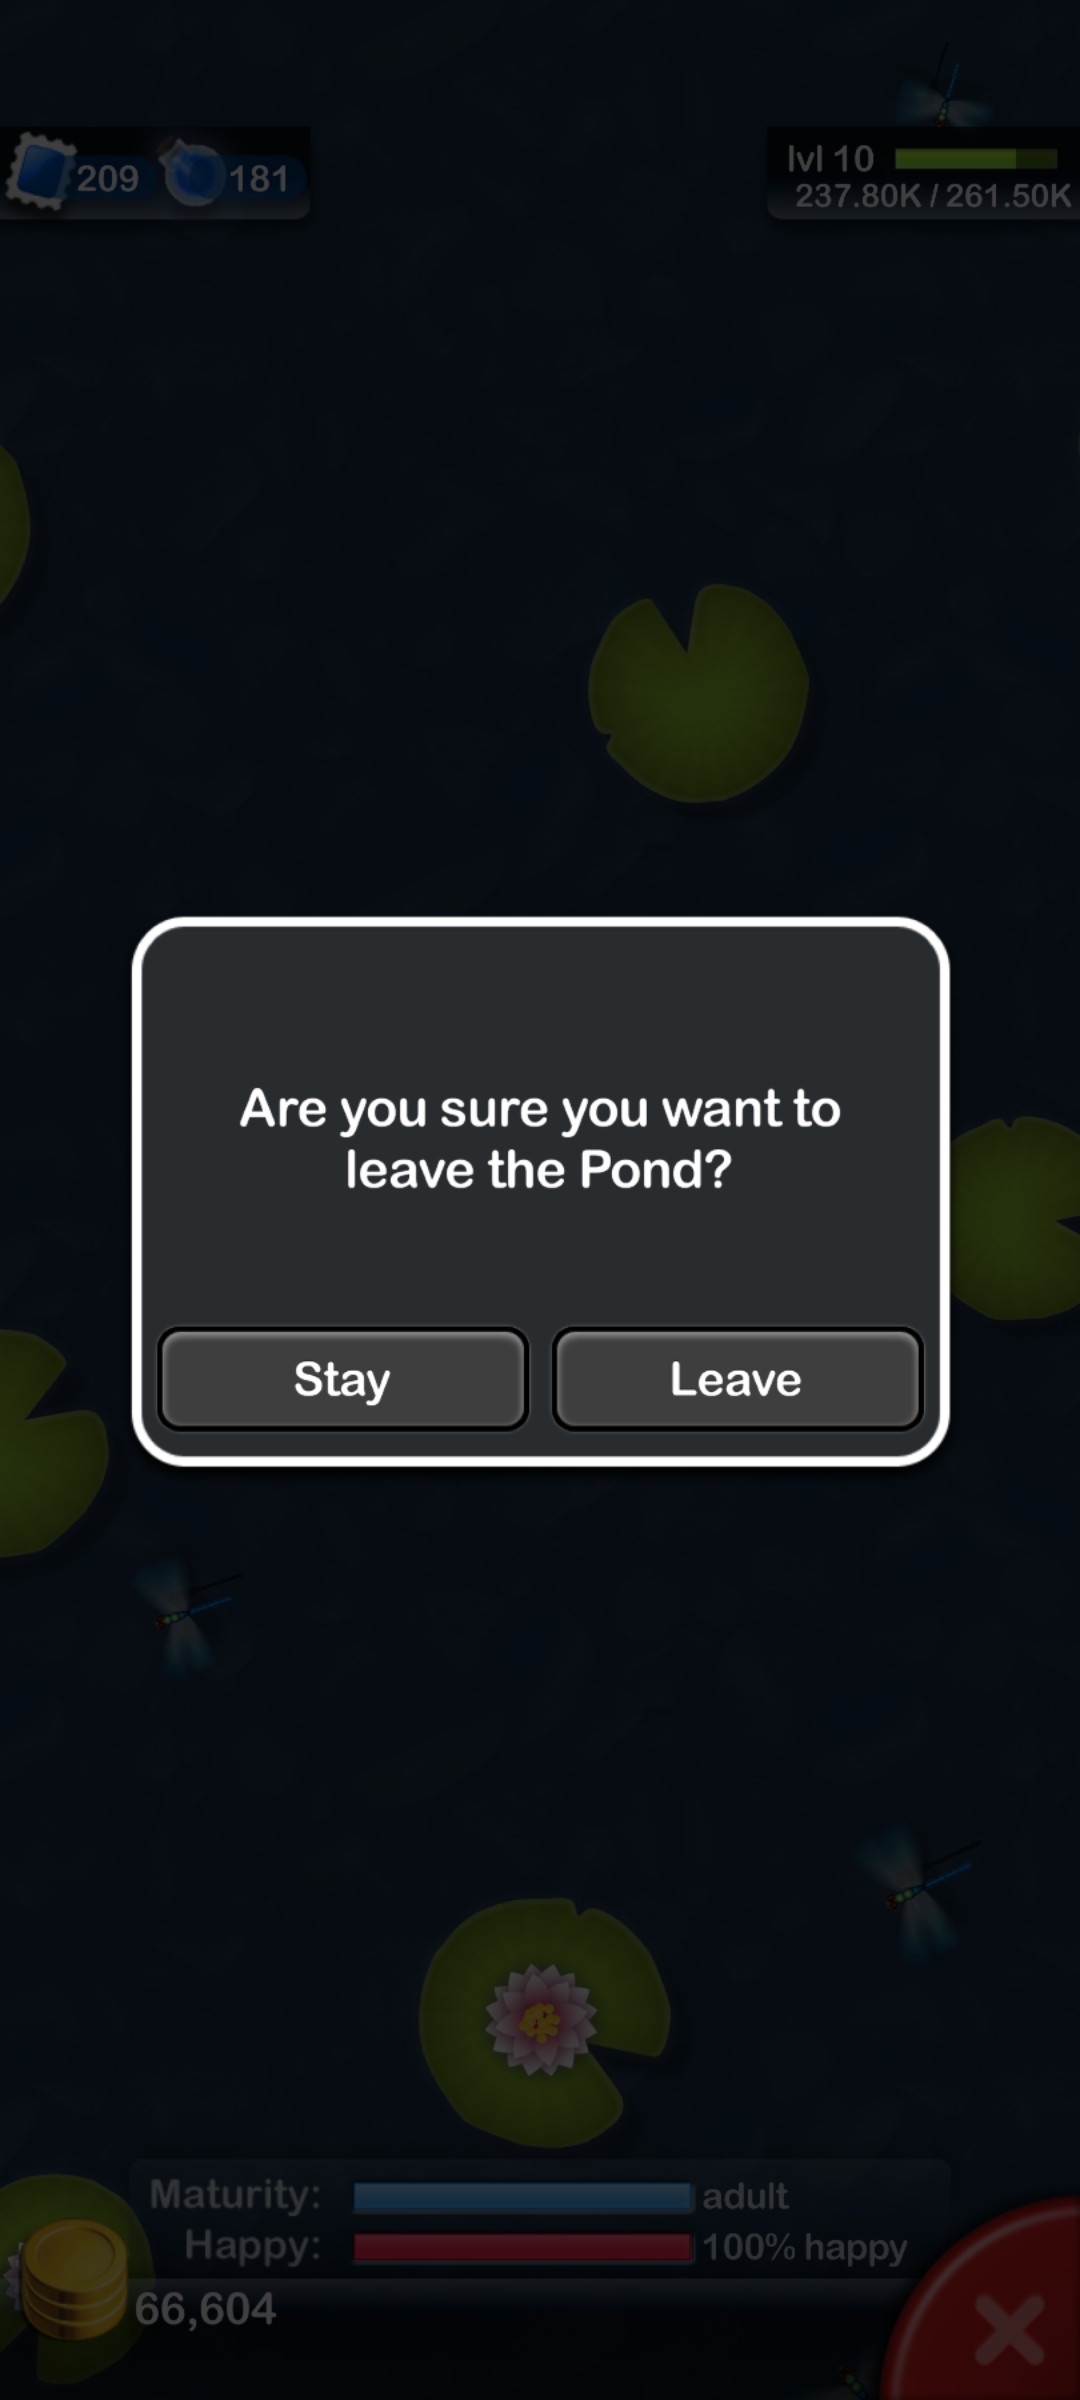 209 181
lvl 10
237.80K / 261.50K
Are you sure you want to
leave the Pond?
Stay Leave
Maturity: adult
Happy: 100% happy
66,604